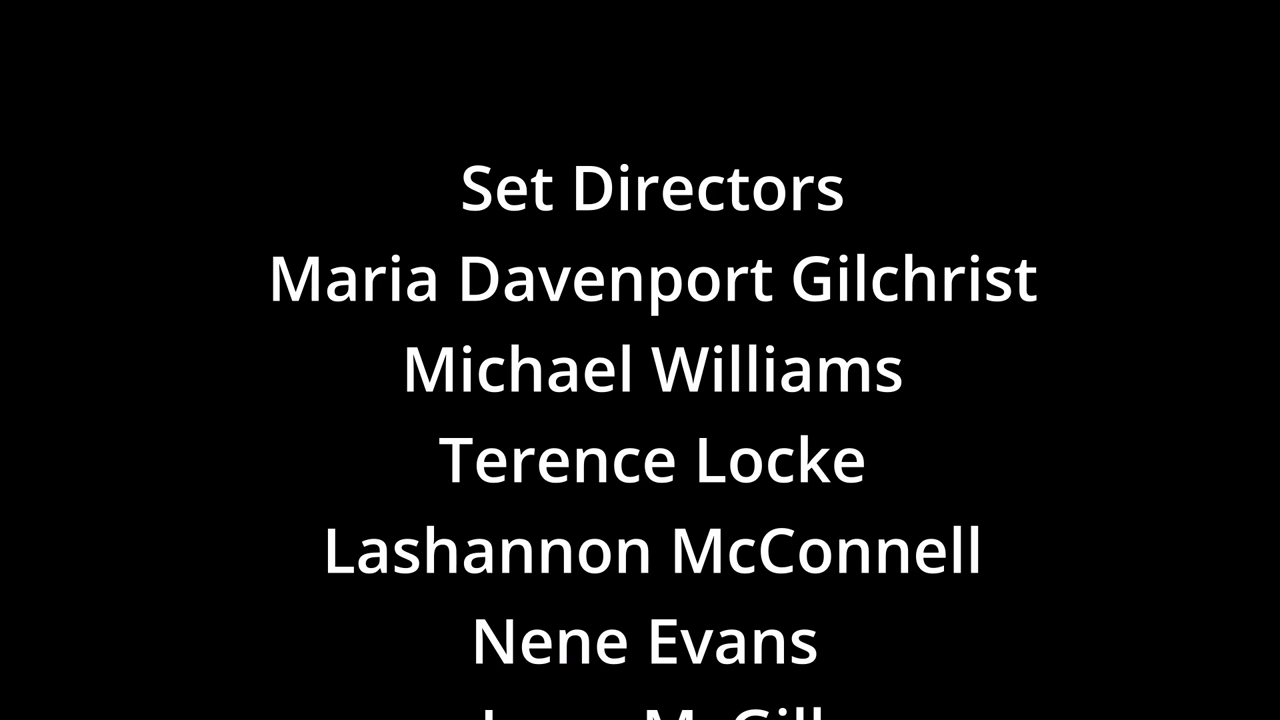 Set Directors
Maria Davenport Gilchrist
Michael Williams
Terence Locke
Lashannon McConnell
Nene Evans